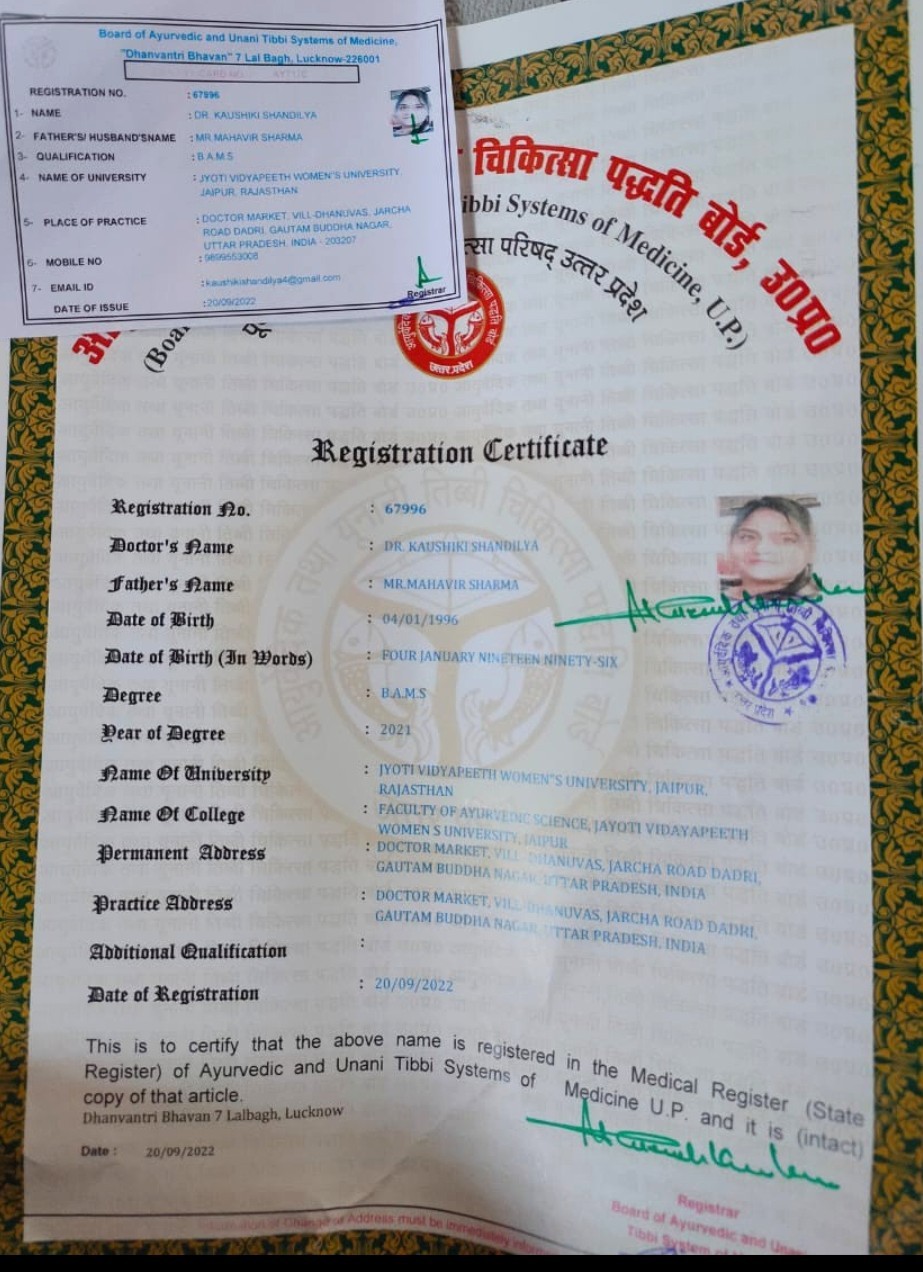 Board of Ayurvedic and Unani Tibbi Systems of Medicine,
"Dhanvantri Bhavan" 7 Lal Bagh, Lucknow-226001
REGISTRATION NO. : 67996
1- NAME : DR. KAUSHIKI SHANDILYA
2- FATHER'S/ HUSBAND'SNAME : MR.MAHAVIR SHARMA
3- QUALIFICATION : B.A.M.S
4- NAME OF UNIVERSITY : JYOTI VIDYAPEETH WOMEN'S UNIVERSITY,
JAIPUR, RAJASTHAN
5- PLACE OF PRACTICE : DOCTOR MARKET, VILL-DHANUVAS, JARCHA
ROAD DADRI, GAUTAM BUDDHA NAGAR,
UTTAR PRADESH, INDIA - 203207
6- MOBILE NO : 9899553008
7- EMAIL ID : kaushikishandilya4@gmail.com
DATE OF ISSUE : 20/09/2022
Registrar
चिकित्सा पद्धति बोर्ड, उ०प्र०
Tibbi Systems of Medicine, U.P.)
परिषद् उत्तर प्रदेश
(Boa
उत्तर प्रदेश
Registration Certificate
Registration No. : 67996
Doctor's Name : DR. KAUSHIKI SHANDILYA
Father's Name : MR.MAHAVIR SHARMA
Date of Birth : 04/01/1996
Date of Birth (In Words) : FOUR JANUARY NINETEEN NINETY-SIX
Degree : B.A.M.S
Year of Degree : 2021
Name Of University : JYOTI VIDYAPEETH WOMEN"S UNIVERSITY, JAIPUR,
RAJASTHAN
Name Of College : FACULTY OF AYURVEDIC SCIENCE, JAYOTI VIDAYAPEETH
WOMEN S UNIVERSITY, JAIPUR
Permanent Address : DOCTOR MARKET, VILL- DHANUVAS, JARCHA ROAD DADRI,
GAUTAM BUDDHA NAGAR, UTTAR PRADESH, INDIA
Practice Address : DOCTOR MARKET, VILL- DHANUVAS, JARCHA ROAD DADRI,
GAUTAM BUDDHA NAGAR, UTTAR PRADESH, INDIA
Additional Qualification :
Date of Registration : 20/09/2022
This is to certify that the above name is registered in the Medical Register (State
Register) of Ayurvedic and Unani Tibbi Systems of Medicine U.P. and it is (intact)
copy of that article.
Dhanvantri Bhavan 7 Lalbagh, Lucknow
Date : 20/09/2022
Registrar
Board of Ayurvedic and
Tibbi System
of Change of Address must be immediately